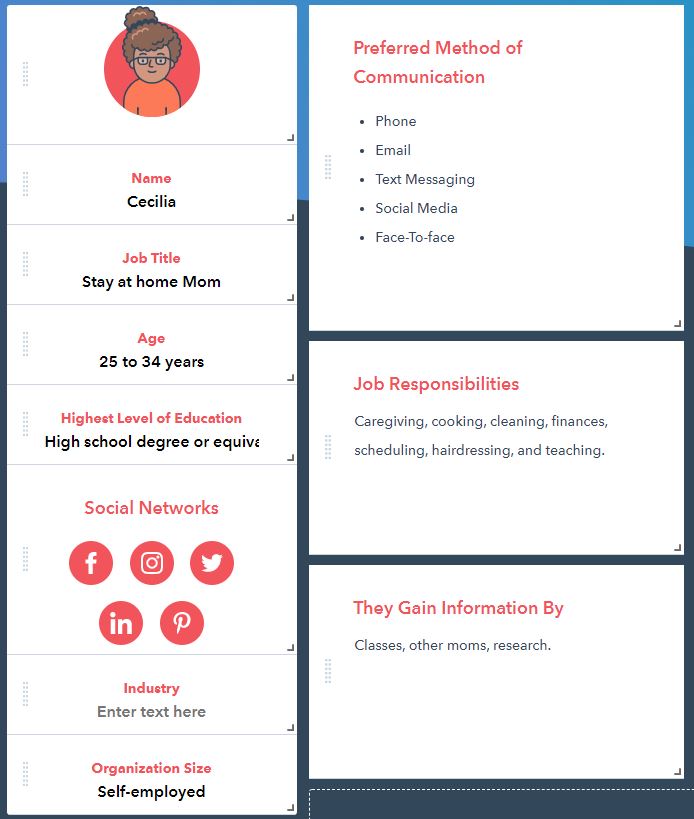 Name
Cecilia
Job Title
Stay at home Mom
Age
25 to 34 years
Highest Level of Education
High school degree or equiva
Social Networks
Industry
Enter text here
Organization Size
Self-employed
Preferred Method of
Communication
• Phone
• Email
• Text Messaging
• Social Media
• Face-To-face
Job Responsibilities
Caregiving, cooking, cleaning, finances,
scheduling, hairdressing, and teaching.
They Gain Information By
Classes, other moms, research.